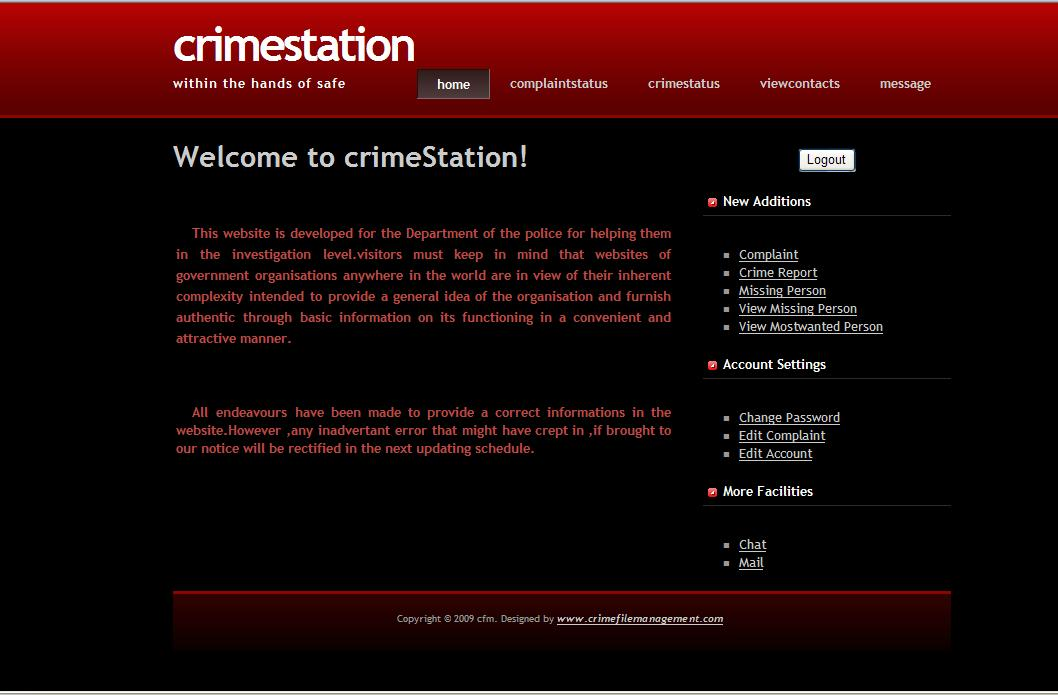 crimestation
within the hands of safe
home complaintstatus crimestatus viewcontacts message
Welcome to crimeStation!
Logout
This website is developed for the Department of the police for helping them
in the investigation level.visitors must keep in mind that websites of
government organisations anywhere in the world are in view of their inherent
complexity intended to provide a general idea of the organisation and furnish
authentic through basic information on its functioning in a convenient and
attractive manner.
All endeavours have been made to provide a correct informations in the
website.However ,any inadvertant error that might have crept in ,if brought to
our notice will be rectified in the next updating schedule.
New Additions
Complaint
Crime Report
Missing Person
View Missing Person
View Mostwanted Person
Account Settings
Change Password
Edit Complaint
Edit Account
More Facilities
Chat
Mail
Copyright © 2009 cfm. Designed by www.crimefilemanagement.com